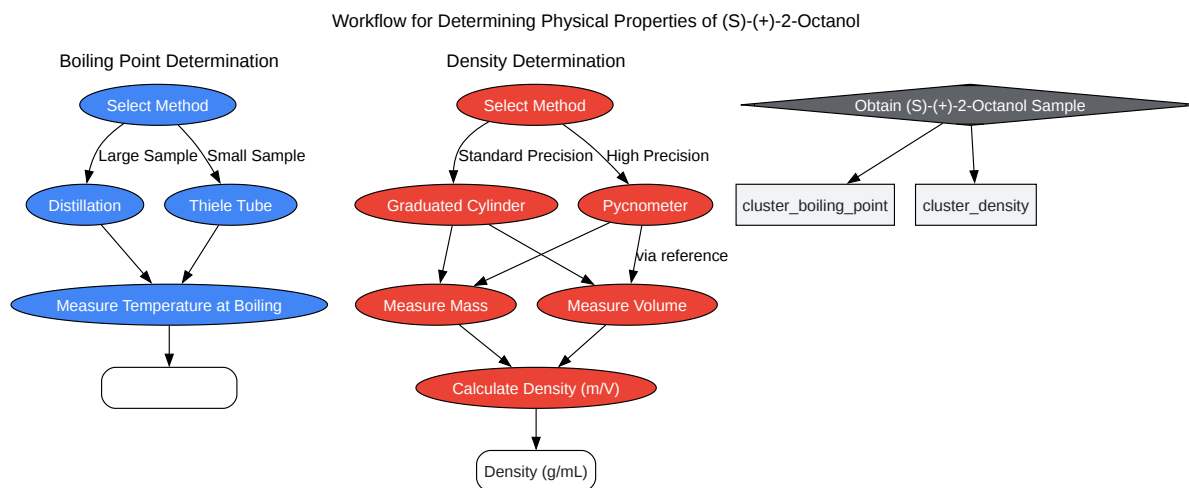 Workflow for Determining Physical Properties of (S)-(+)-2-Octanol
Boiling Point Determination
Select Method
Large Sample
Small Sample
Distillation
Thiele Tube
Measure Temperature at Boiling
Density Determination
Select Method
Standard Precision
High Precision
Graduated Cylinder
Pycnometer
via reference
Measure Mass
Measure Volume
Calculate Density (m/V)
Density (g/mL)
Obtain (S)-(+)-2-Octanol Sample
cluster_boiling_point
cluster_density